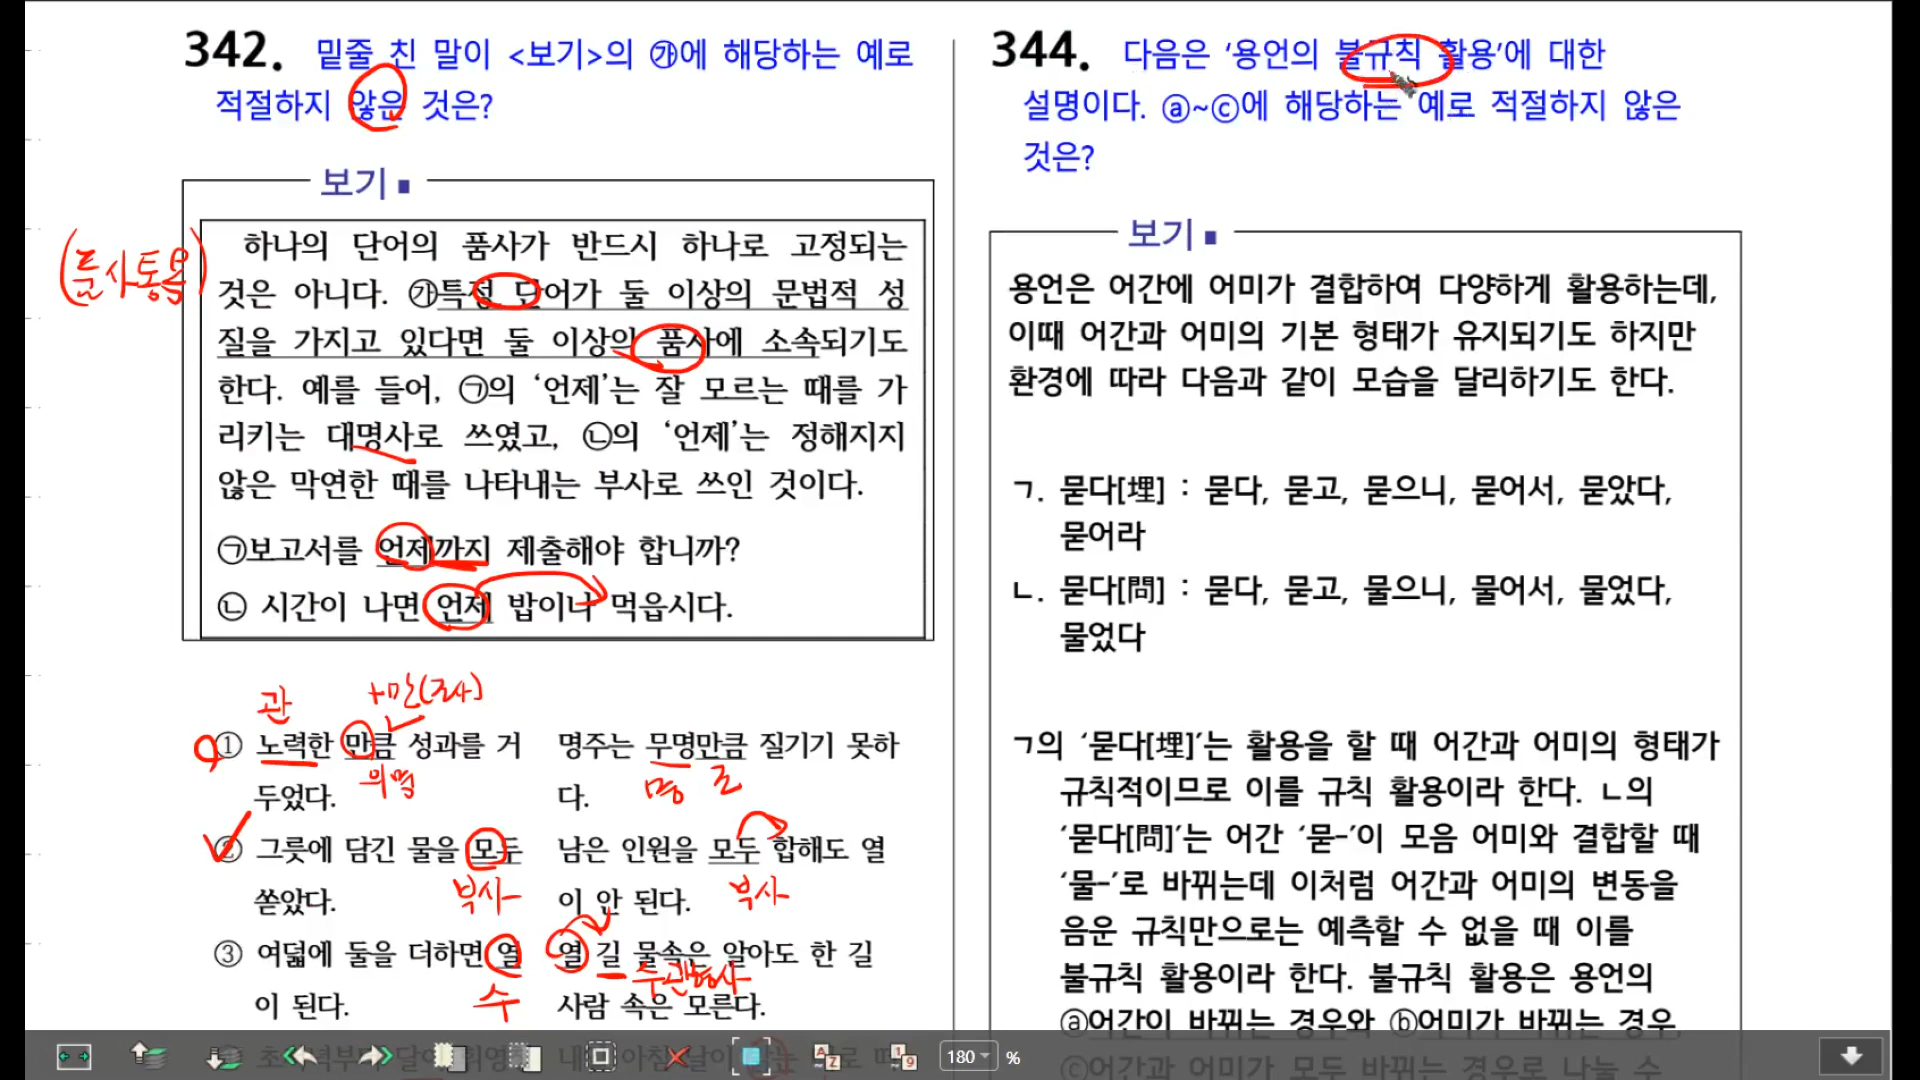 342. 밑줄 친 말이 <보기>의 ㉮에 해당하는 예로
적절하지 않은 것은?
보기
(품사통용)
하나의 단어의 품사가 반드시 하나로 고정되는
것은 아니다. ㉮특정 단어가 둘 이상의 문법적 성
질을 가지고 있다면 둘 이상의 품사에 소속되기도
한다. 예를 들어, ㉠의 ‘언제’는 잘 모르는 때를 가
리키는 대명사로 쓰였고, ㉡의 ‘언제’는 정해지지
않은 막연한 때를 나타내는 부사로 쓰인 것이다.
㉠보고서를 언제까지 제출해야 합니까?
㉡ 시간이 나면 언제 밥이나 먹읍시다.
관 +만(조사)
① 노력한 만큼 성과를 거 명주는 무명만큼 질기기 못하
두었다. 의명 다. 명 조
② 그릇에 담긴 물을 모두 남은 인원을 모두 합해도 열
쏟았다. 부사 이 안 된다. 부사
③ 여덟에 둘을 더하면 열 열 길 물속은 알아도 한 길
이 된다. 수 사람 속은 모른다. 수관형사
344. 다음은 ‘용언의 불규칙 활용’에 대한
설명이다. ⓐ~ⓒ에 해당하는 예로 적절하지 않은
것은?
보기
용언은 어간에 어미가 결합하여 다양하게 활용하는데,
이때 어간과 어미의 기본 형태가 유지되기도 하지만
환경에 따라 다음과 같이 모습을 달리하기도 한다.
ㄱ. 묻다[埋] : 묻다, 묻고, 묻으니, 묻어서, 묻았다,
묻어라
ㄴ. 묻다[問] : 묻다, 묻고, 물으니, 물어서, 물었다,
물었다
ㄱ의 ‘묻다[埋]’는 활용을 할 때 어간과 어미의 형태가
규칙적이므로 이를 규칙 활용이라 한다. ㄴ의
‘묻다[問]’는 어간 ‘묻-’이 모음 어미와 결합할 때
‘물-’로 바뀌는데 이처럼 어간과 어미의 변동을
음운 규칙만으로는 예측할 수 없을 때 이를
불규칙 활용이라 한다. 불규칙 활용은 용언의
ⓐ어간이 바뀌는 경우와 ⓑ어미가 바뀌는 경우,
ⓒ어간과 어미가 모두 바뀌는 경우로 나눌 수
180 %